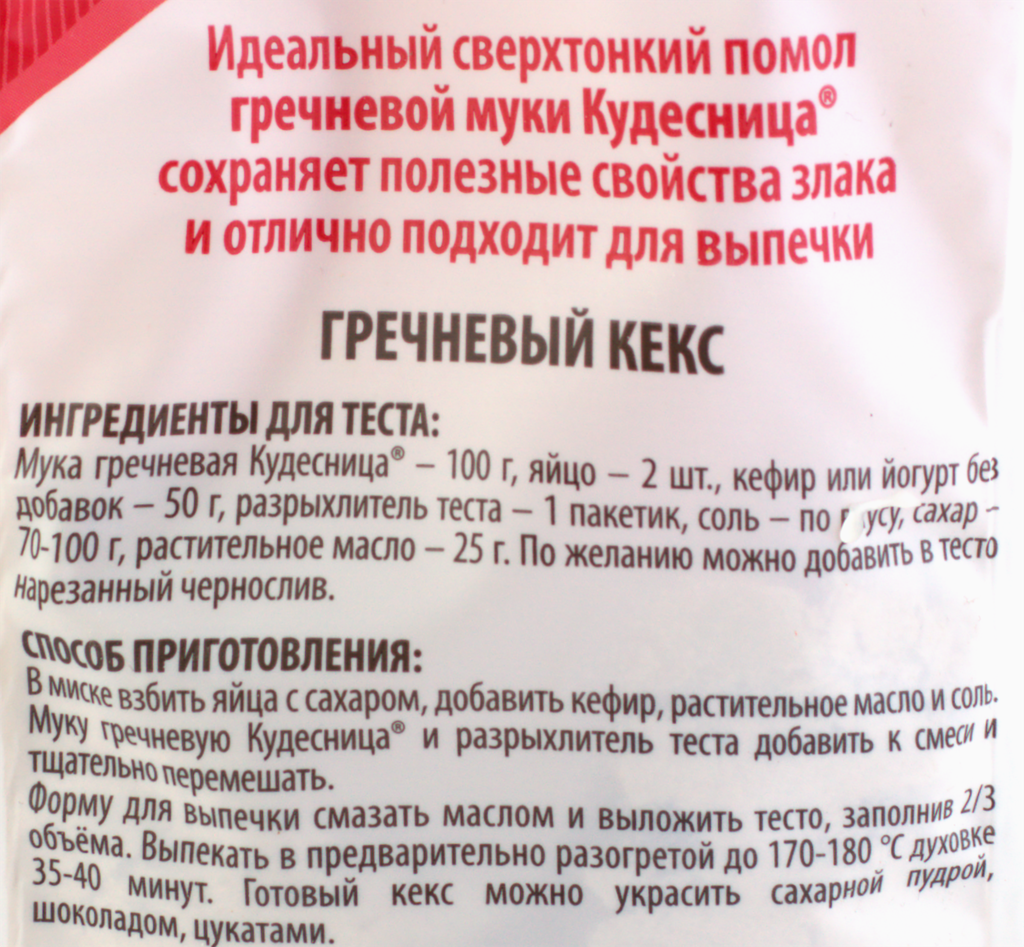 Идеальный сверхтонкий помол
гречневой муки Кудесница®
сохраняет полезные свойства злака
и отлично подходит для выпечки
ГРЕЧНЕВЫЙ КЕКС
ИНГРЕДИЕНТЫ ДЛЯ ТЕСТА:
Мука гречневая Кудесница® – 100 г, яйцо – 2 шт., кефир или йогурт без
добавок – 50 г, разрыхлитель теста – 1 пакетик, соль – по сахар –
70-100 г, растительное масло – 25 г. По желанию можно добавить в тесто
нарезанный чернослив.
СПОСОБ ПРИГОТОВЛЕНИЯ:
В миске взбить яйца с сахаром, добавить кефир, растительное масло и соль.
Муку гречневую Кудесница® и разрыхлитель теста добавить к смеси и
тщательно перемешать.
Форму для выпечки смазать маслом и выложить тесто, заполнив 2/3
объёма. Выпекать в предварительно разогретой до 170-180 °С духовке
35-40 минут. Готовый кекс можно украсить сахарной пудрой,
шоколадом, цукатами.